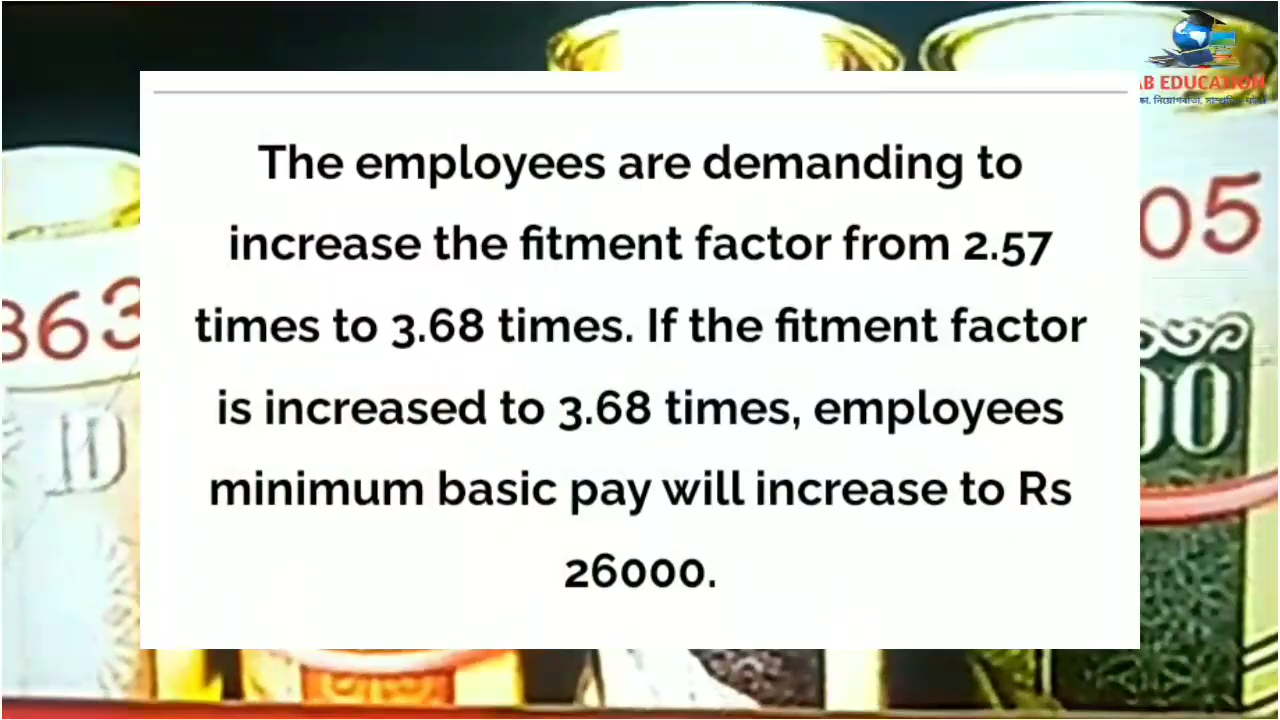 AB EDUCATION
The employees are demanding to
increase the fitment factor from 2.57
times to 3.68 times. If the fitment factor
is increased to 3.68 times, employees
minimum basic pay will increase to Rs
26000.
363
05
00